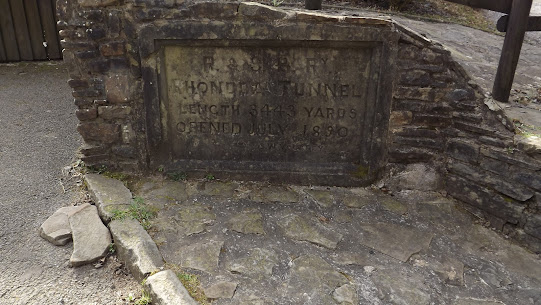 R & S.B. RY
RHONDDA TUNNEL
LENGTH 3443 YARDS
OPENED JULY 1890